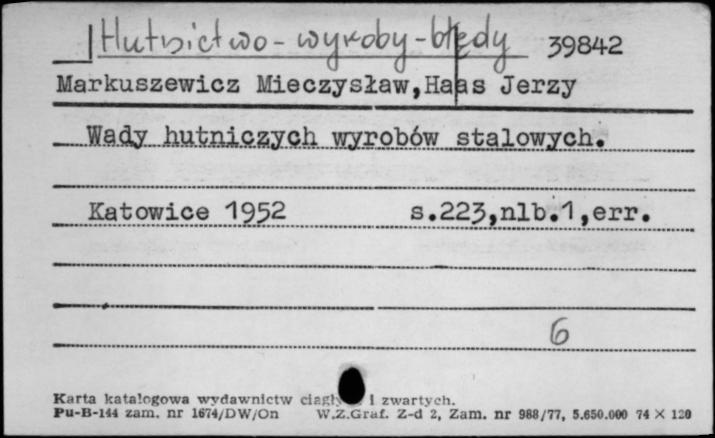 Hutnictwo - wyroby - błędy 39842
Markuszewicz Mieczysław,Haas Jerzy
Wady hutniczych wyrobów stalowych.
Katowice 1952 s.223,nlb.1,err.
6
Karta katalogowa wydawnictw i zwartych.
Pu-B-144 zam. nr 1674/DW/On W.Z.Graf. Z-d 2, Zam. nr 988/77, 5.650.000 74 X 120